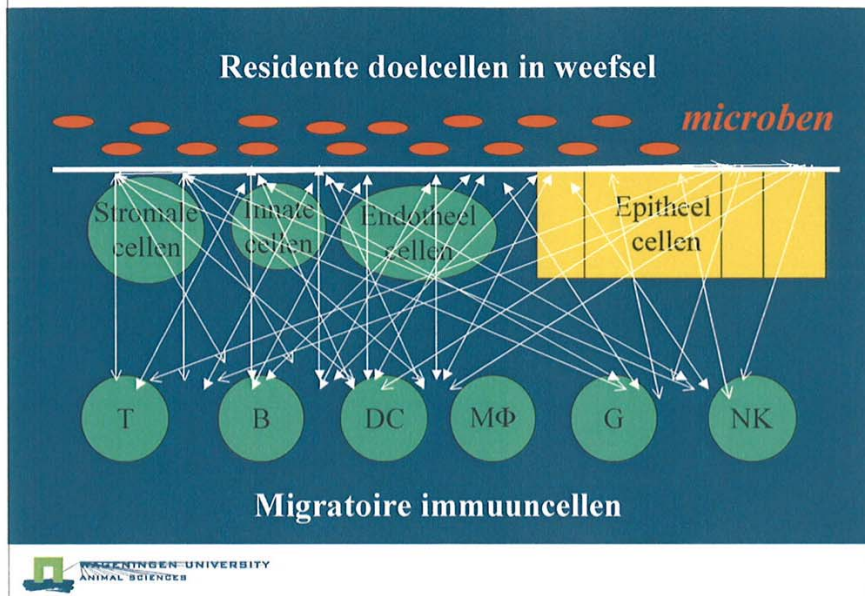 Residente doelcellen in weefsel
microben
Stromale
cellen
Innate
cellen
Endotheel
cellen
Epitheel
cellen
T
B
DC
MΦ
G
NK
Migratoire immuuncellen
WAGENINGEN UNIVERSITY
ANIMAL SCIENCES